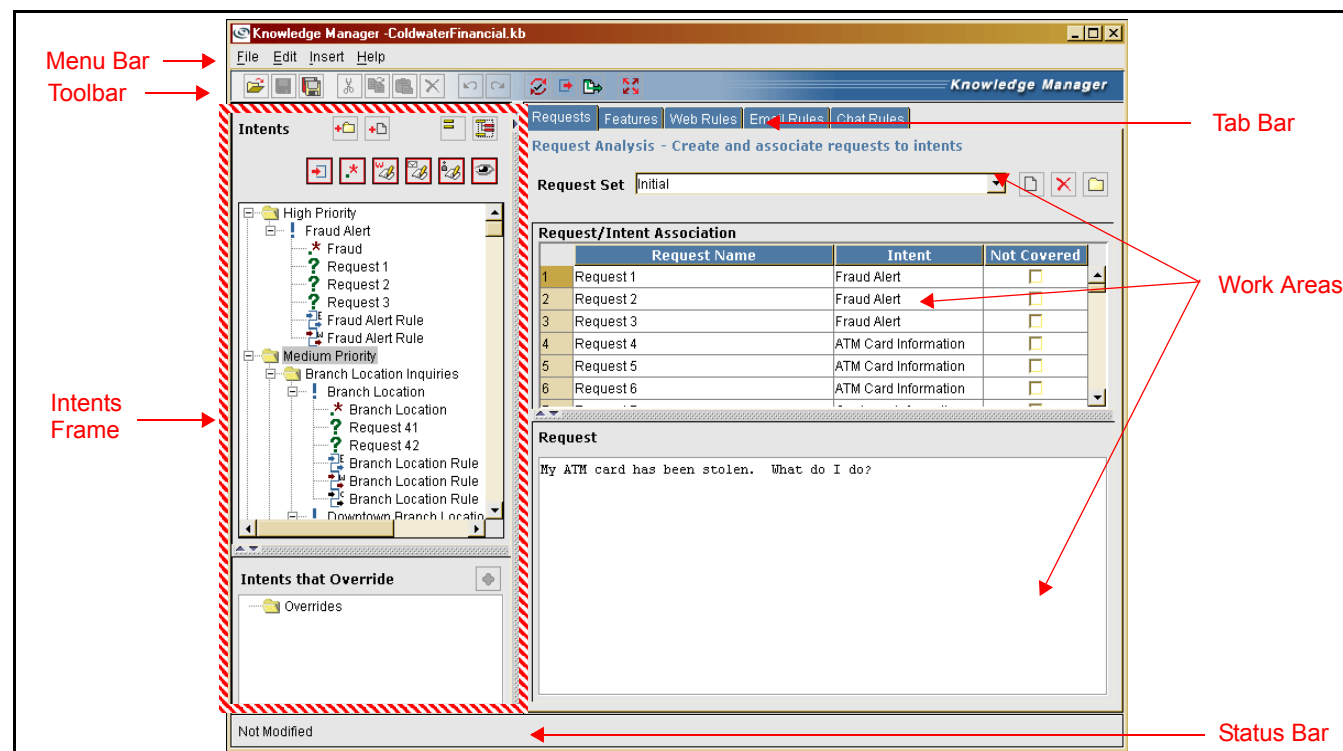 Knowledge Manager -ColdwaterFinancial.kb
File Edit Insert Help
Knowledge Manager
Menu Bar
Toolbar
Intents
Frame
Tab Bar
Work Areas
Status Bar
Intents
High Priority
Fraud Alert
Fraud
Request 1
Request 2
Request 3
Fraud Alert Rule
Fraud Alert Rule
Medium Priority
Branch Location Inquiries
Branch Location
Branch Location
Request 41
Request 42
Branch Location Rule
Branch Location Rule
Branch Location Rule
Downtown Branch Locatio
Intents that Override
Overrides
Requests Features Web Rules Email Rules Chat Rules
Request Analysis - Create and associate requests to intents
Request Set Initial
Request/Intent Association
Request Name Intent Not Covered
1 Request 1 Fraud Alert
2 Request 2 Fraud Alert
3 Request 3 Fraud Alert
4 Request 4 ATM Card Information
5 Request 5 ATM Card Information
6 Request 6 ATM Card Information
Request
My ATM card has been stolen. What do I do?
Not Modified